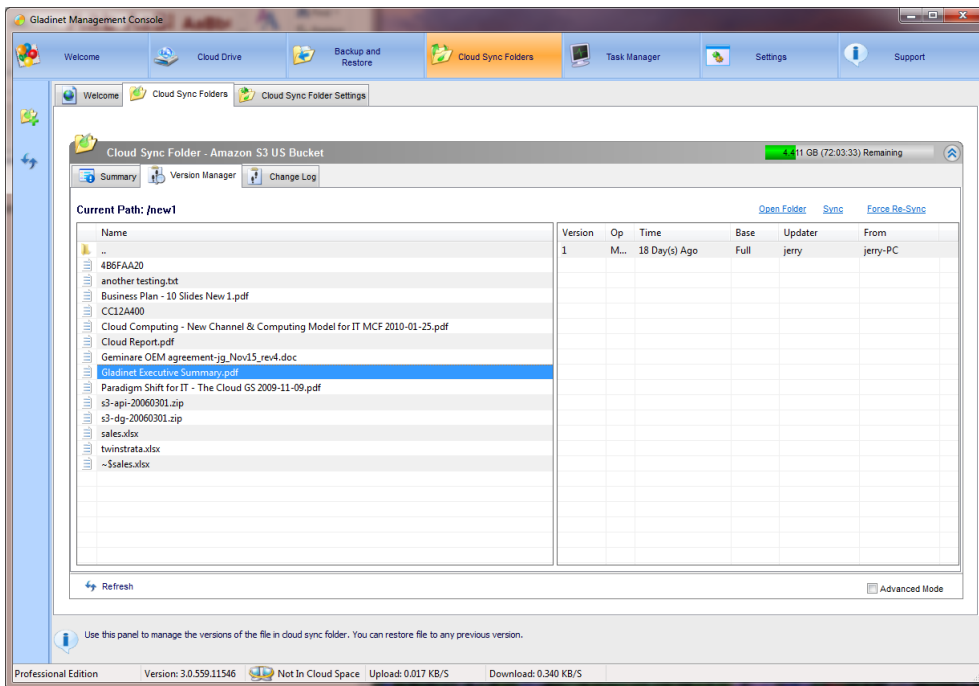 Gladinet Management Console
Welcome
Cloud Drive
Backup and
Restore
Cloud Sync Folders
Task Manager
Settings
Support
Welcome Cloud Sync Folders Cloud Sync Folder Settings
Cloud Sync Folder - Amazon S3 US Bucket
4.411 GB (72:03:33) Remaining
Summary Version Manager Change Log
Current Path: /new1
Open Folder Sync Force Re-Sync
Name
..
4B6FAA20
another testing.txt
Business Plan - 10 Slides New 1.pdf
CC12A400
Cloud Computing - New Channel & Computing Model for IT MCF 2010-01-25.pdf
Cloud Report.pdf
Geminare OEM agreement-jg_Nov15_rev4.doc
Gladinet Executive Summary.pdf
Paradigm Shift for IT - The Cloud GS 2009-11-09.pdf
s3-api-20060301.zip
s3-dg-20060301.zip
sales.xlsx
twinstrata.xlsx
~$sales.xlsx
Version Op Time Base Updater From
1 M... 18 Day(s) Ago Full jerry jerry-PC
Refresh
Advanced Mode
Use this panel to manage the versions of the file in cloud sync folder. You can restore file to any previous version.
Professional Edition Version: 3.0.559.11546 Not In Cloud Space Upload: 0.017 KB/S Download: 0.340 KB/S